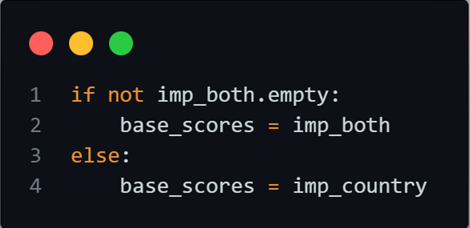 1 if not imp_both.empty:
2     base_scores = imp_both
3 else:
4     base_scores = imp_country